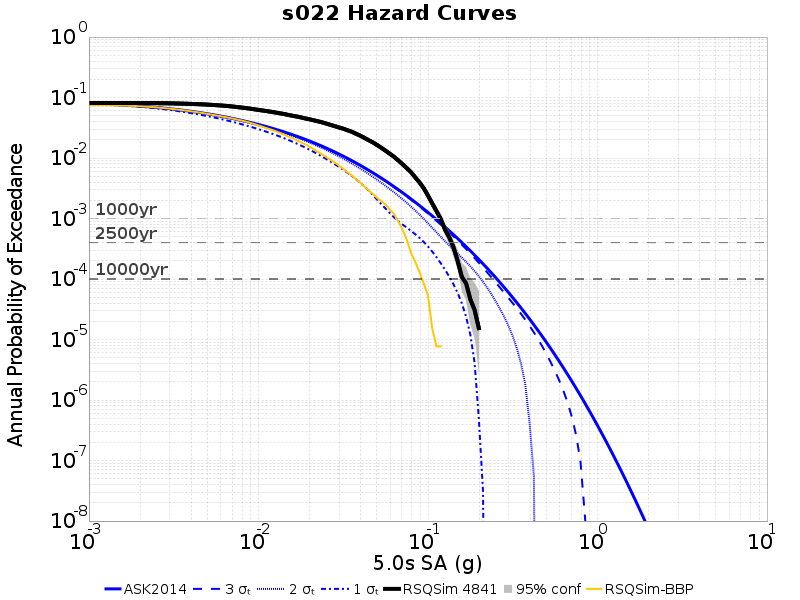 s022 Hazard Curves
Annual Probability of Exceedance
10^0
10^-1
10^-2
10^-3
10^-4
10^-5
10^-6
10^-7
10^-8
1000yr
2500yr
10000yr
10^-3 10^-2 10^-1 10^0 10^1
5.0s SA (g)
ASK2014 3 σₜ 2 σₜ 1 σₜ RSQSim 4841 95% conf RSQSim-BBP